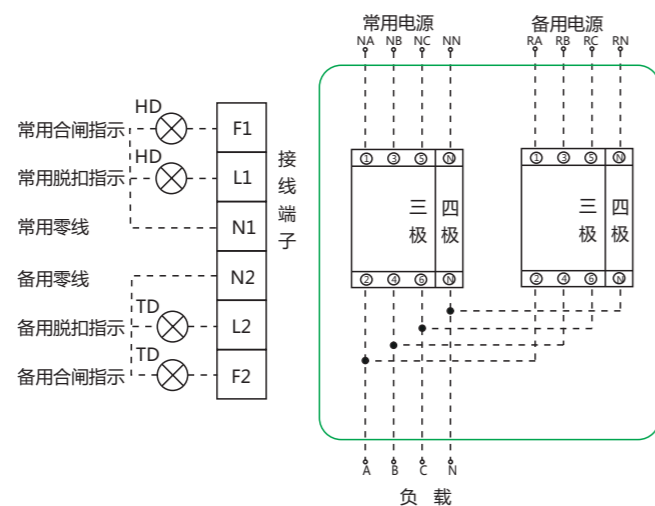 常用电源
备用电源
NA NB NC NN
RA RB RC RN
HD
常用合闸指示
F1
HD
常用脱扣指示
L1
常用零线
N1
备用零线
N2
TD
备用脱扣指示
L2
TD
备用合闸指示
F2
接线端子
1 3 5 N
三极
四极
2 4 6 N
1 3 5 N
三极
四极
2 4 6 N
A B C N
负 载